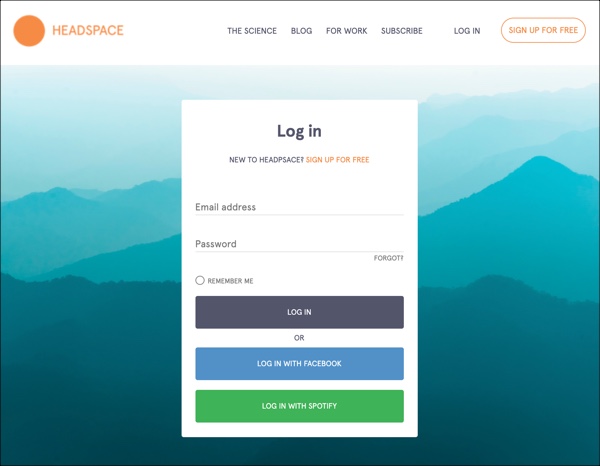 HEADSPACE THE SCIENCE BLOG FOR WORK SUBSCRIBE LOG IN SIGN UP FOR FREE
Log in
NEW TO HEADPSACE? SIGN UP FOR FREE
Email address
Password
FORGOT?
REMEMBER ME
LOG IN
OR
LOG IN WITH FACEBOOK
LOG IN WITH SPOTIFY